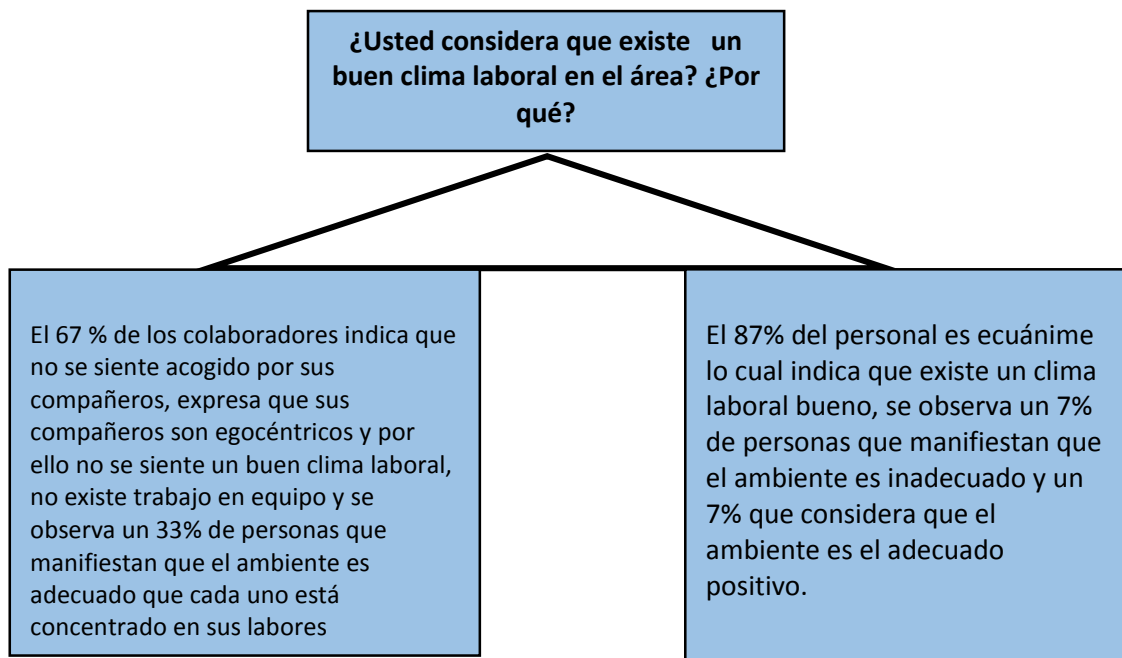 ¿Usted considera que existe un
buen clima laboral en el área? ¿Por
qué?
El 67 % de los colaboradores indica que
no se siente acogido por sus
compañeros, expresa que sus
compañeros son egocéntricos y por
ello no se siente un buen clima laboral,
no existe trabajo en equipo y se
observa un 33% de personas que
manifiestan que el ambiente es
adecuado que cada uno está
concentrado en sus labores
El 87% del personal es ecuánime
lo cual indica que existe un clima
laboral bueno, se observa un 7%
de personas que manifiestan que
el ambiente es inadecuado y un
7% que considera que el
ambiente es el adecuado
positivo.